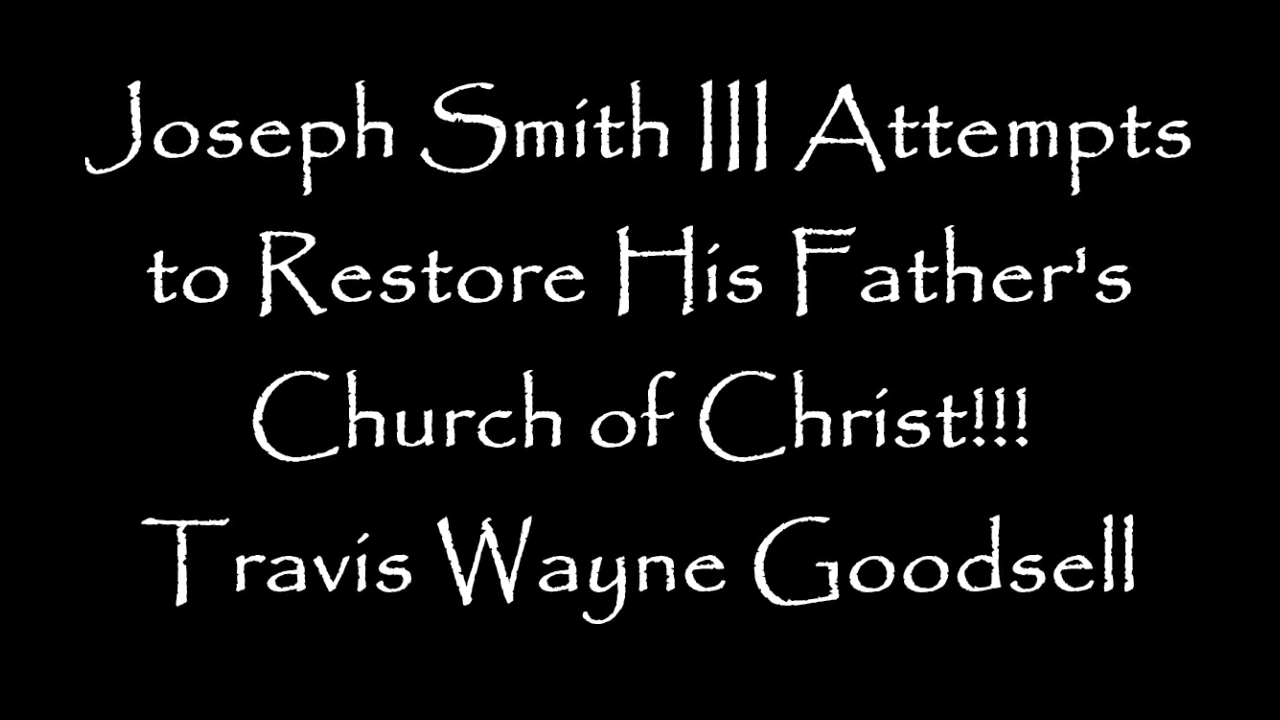 Joseph Smith III Attempts
to Restore His Father's
Church of Christ!!!
Travis Wayne Goodsell